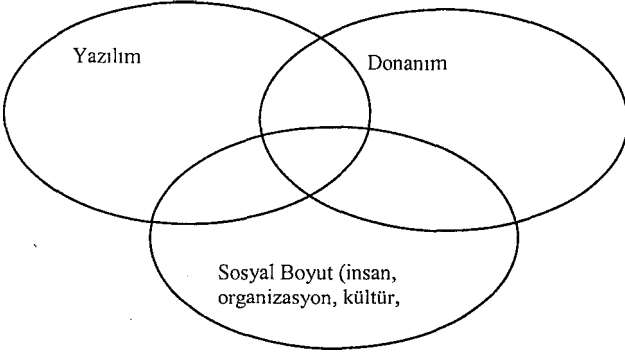 Yazılım
Donanım
Sosyal Boyut (insan,
organizasyon, kültür,